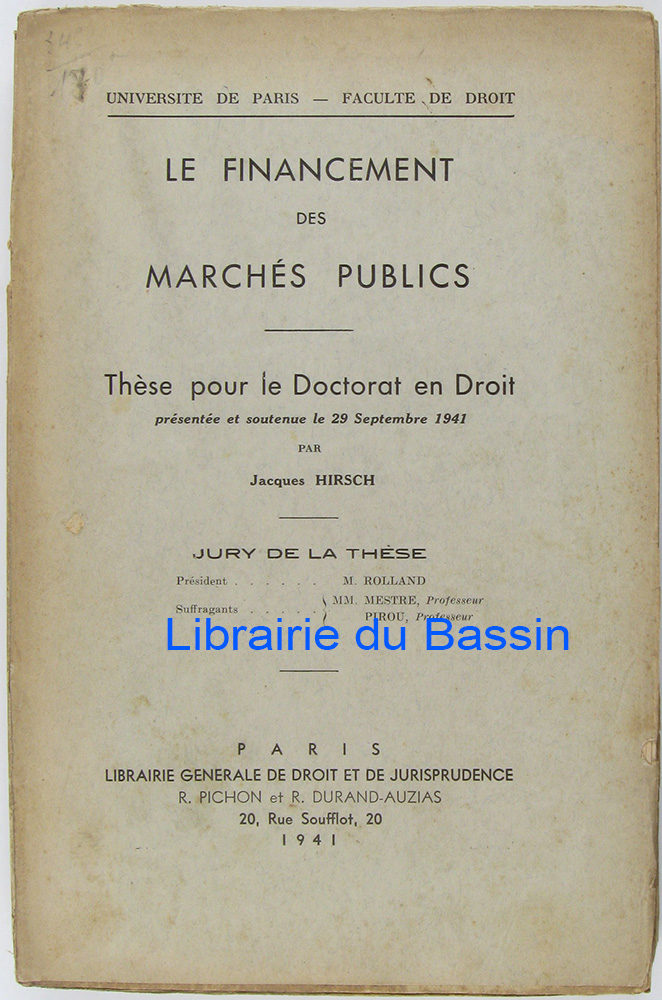 UNIVERSITE DE PARIS — FACULTE DE DROIT
LE FINANCEMENT
DES
MARCHÉS PUBLICS
Thèse pour le Doctorat en Droit
présentée et soutenue le 29 Septembre 1941
PAR
Jacques HIRSCH
JURY DE LA THÈSE
Président . . . . . . M. ROLLAND
Suffragants . . . . . { MM. MESTRE, Professeur
PIROU, Professeur
Librairie du Bassin
PARIS
LIBRAIRIE GENERALE DE DROIT ET DE JURISPRUDENCE
R. PICHON et R. DURAND-AUZIAS
20, Rue Soufflot, 20
1941